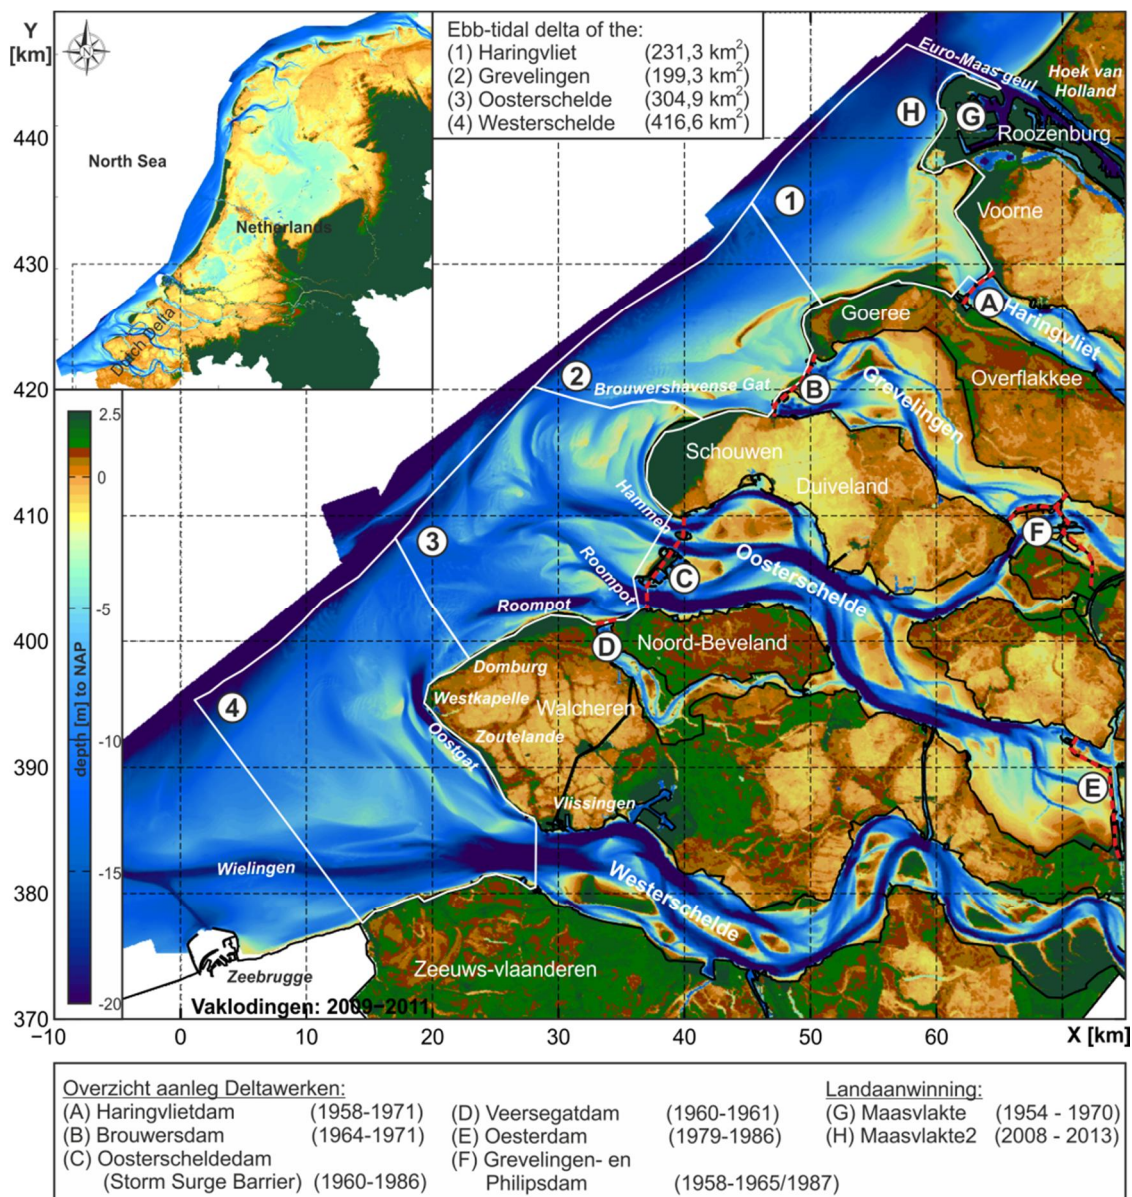 Y
[km]
N
Ebb-tidal delta of the:
(1) Haringvliet (231,3 km²)
(2) Grevelingen (199,3 km²)
(3) Oosterschelde (304,9 km²)
(4) Westerschelde (416,6 km²)
North Sea
Netherlands
Dutch Delta
Euro-Maas geul
Hoek van
Holland
H
G
Roozenburg
440
1
Voorne
430
A
Haringvliet
Goeree
2
Brouwershavense Gat
B
Grevelingen
Overflakkee
420
2.5
0
-5
-10
-15
-20
depth [m] to NAP
Schouwen
Duiveland
Hammen
410
3
F
Oosterschelde
Roompot
C
Roompot
400
D
Noord-Beveland
Domburg
Westkapelle
Walcheren
4
Oostgat
Zoutelande
390
E
Vlissingen
Wielingen
380
Westerschelde
Zeebrugge
Zeeuws-vlaanderen
Vaklodingen: 2009-2011
370
-10 0 10 20 30 40 50 60 X [km]
Overzicht aanleg Deltawerken:
(A) Haringvlietdam (1958-1971)
(B) Brouwersdam (1964-1971)
(C) Oosterscheldedam
(Storm Surge Barrier) (1960-1986)
(D) Veersegatdam (1960-1961)
(E) Oesterdam (1979-1986)
(F) Grevelingen- en
Philipsdam (1958-1965/1987)
Landaanwinning:
(G) Maasvlakte (1954 - 1970)
(H) Maasvlakte2 (2008 - 2013)